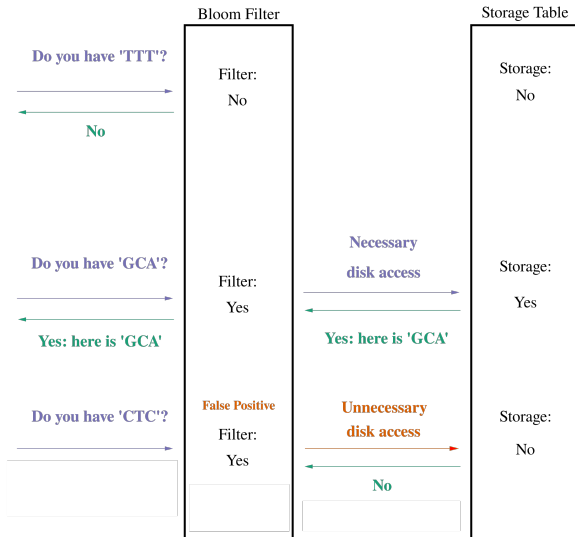 Bloom Filter
Storage Table
Do you have 'TTT'?
Filter:
No
Storage:
No
No
Do you have 'GCA'?
Filter:
Yes
Necessary
disk access
Storage:
Yes
Yes: here is 'GCA'
Yes: here is 'GCA'
Do you have 'CTC'?
False Positive
Filter:
Yes
Unnecessary
disk access
Storage:
No
No